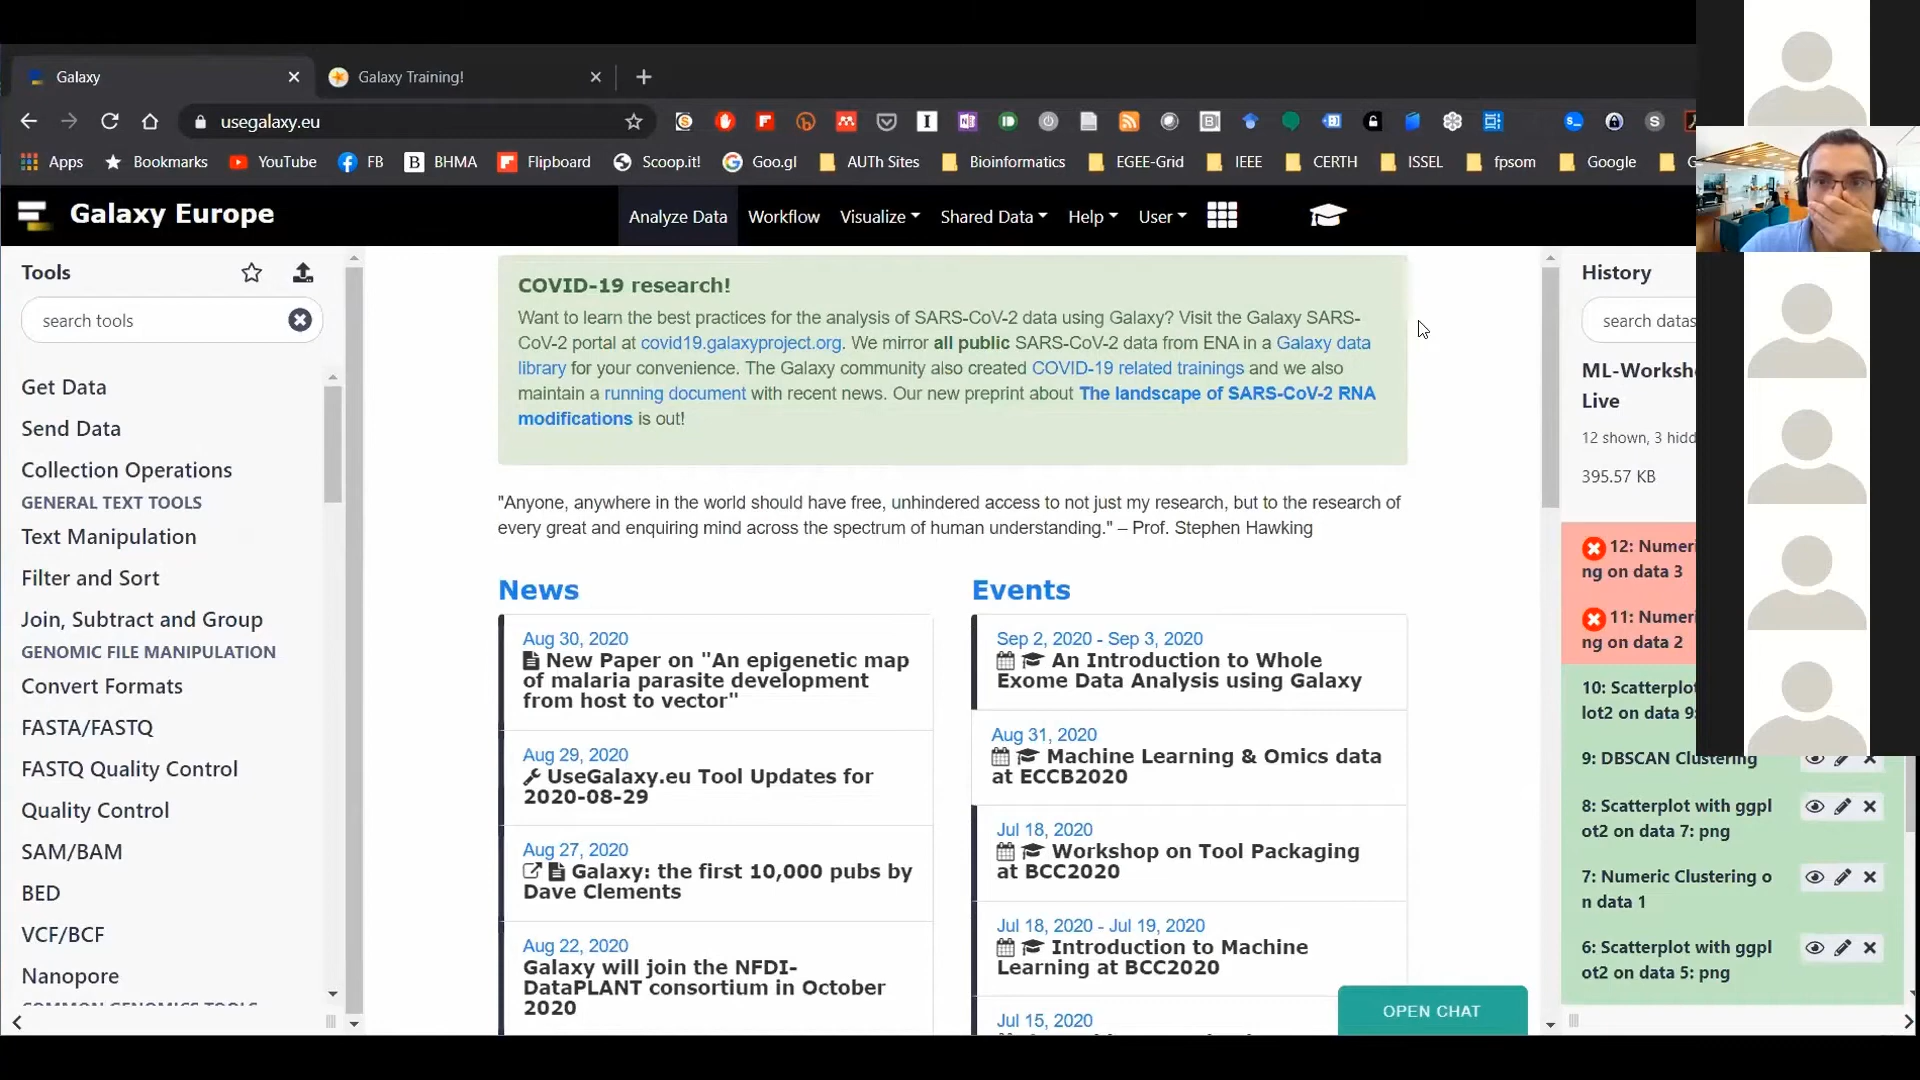 Galaxy
Galaxy Training!
usegalaxy.eu
Apps
Bookmarks
YouTube
FB
BHMA
Flipboard
Scoop.it!
Goo.gl
AUTh Sites
Bioinformatics
EGEE-Grid
IEEE
CERTH
ISSEL
fpsom
Google
Galaxy Europe
Analyze Data
Workflow
Visualize
Shared Data
Help
User
Tools
search tools
Get Data
Send Data
Collection Operations
GENERAL TEXT TOOLS
Text Manipulation
Filter and Sort
Join, Subtract and Group
GENOMIC FILE MANIPULATION
Convert Formats
FASTA/FASTQ
FASTQ Quality Control
Quality Control
SAM/BAM
BED
VCF/BCF
Nanopore
COMMON GENOMICS TOOLS
COVID-19 research!
Want to learn the best practices for the analysis of SARS-CoV-2 data using Galaxy? Visit the Galaxy SARS-
CoV-2 portal at covid19.galaxyproject.org. We mirror all public SARS-CoV-2 data from ENA in a Galaxy data
library for your convenience. The Galaxy community also created COVID-19 related trainings and we also
maintain a running document with recent news. Our new preprint about The landscape of SARS-CoV-2 RNA
modifications is out!
"Anyone, anywhere in the world should have free, unhindered access to not just my research, but to the research of
every great and enquiring mind across the spectrum of human understanding." – Prof. Stephen Hawking
News
Aug 30, 2020
New Paper on "An epigenetic map
of malaria parasite development
from host to vector"
Aug 29, 2020
UseGalaxy.eu Tool Updates for
2020-08-29
Aug 27, 2020
Galaxy: the first 10,000 pubs by
Dave Clements
Aug 22, 2020
Galaxy will join the NFDI-
DataPLANT consortium in October
2020
Events
Sep 2, 2020 - Sep 3, 2020
An Introduction to Whole
Exome Data Analysis using Galaxy
Aug 31, 2020
Machine Learning & Omics data
at ECCB2020
Jul 18, 2020
Workshop on Tool Packaging
at BCC2020
Jul 18, 2020 - Jul 19, 2020
Introduction to Machine
Learning at BCC2020
Jul 15, 2020
OPEN CHAT
History
search datas
ML-Worksh
Live
12 shown, 3 hidd
395.57 KB
12: Numeri
ng on data 3
11: Numeri
ng on data 2
10: Scatterplot
lot2 on data 9:
9: DBSCAN Clustering
8: Scatterplot with ggpl
ot2 on data 7: png
7: Numeric Clustering o
n data 1
6: Scatterplot with ggpl
ot2 on data 5: png